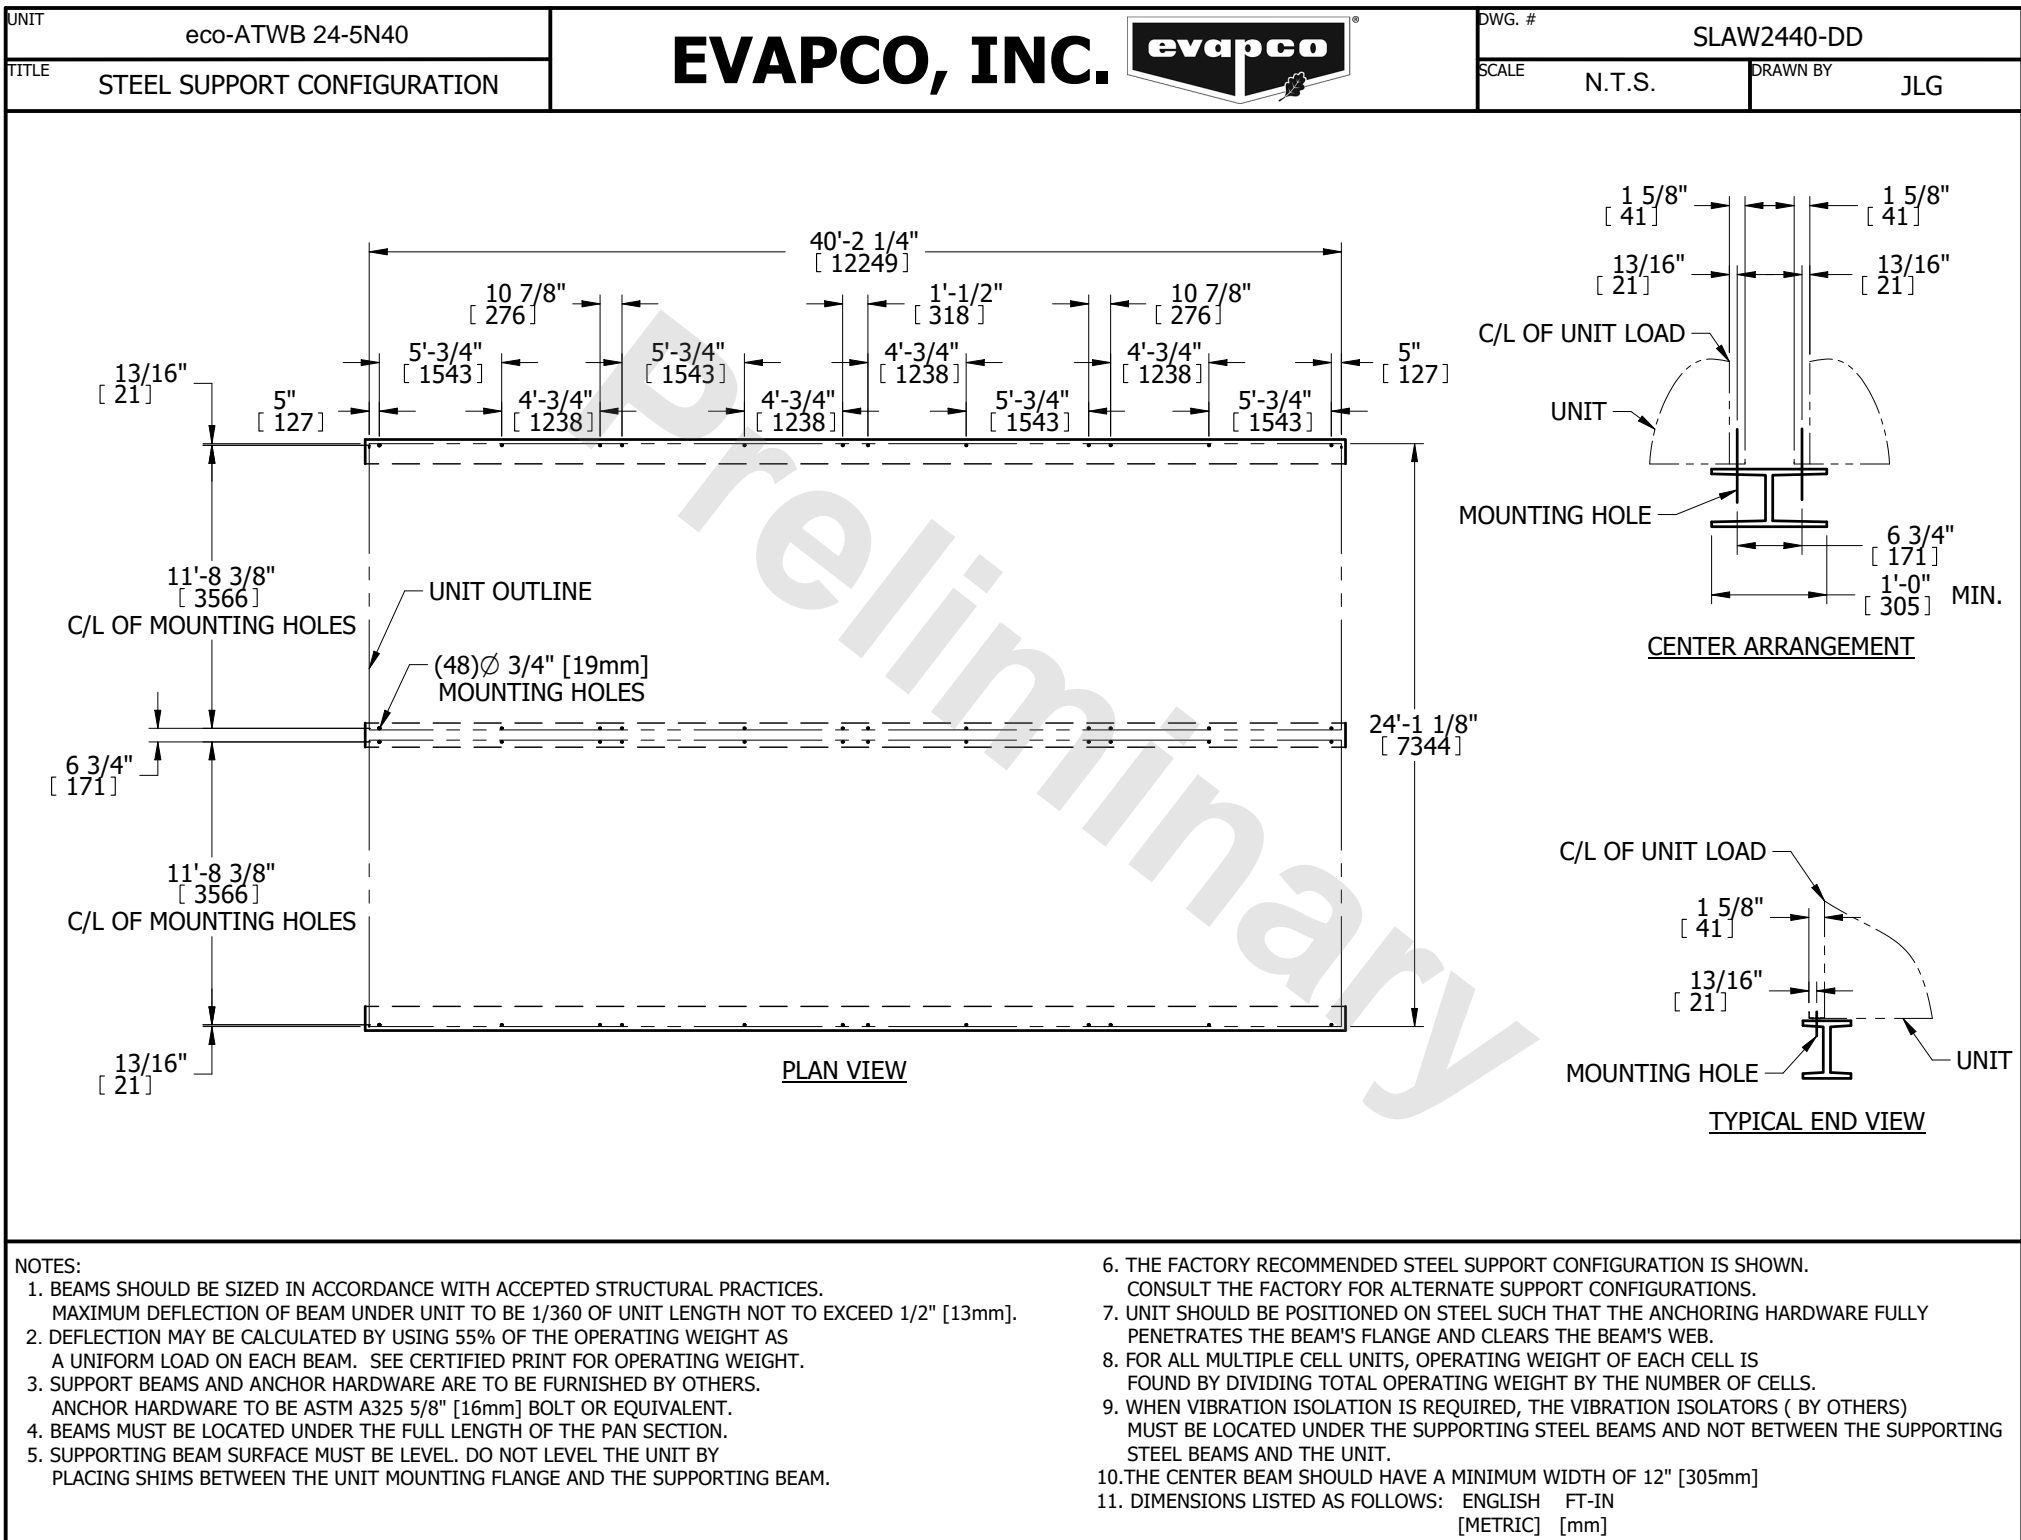 UNIT
eco-ATWB 24-5N40
TITLE
STEEL SUPPORT CONFIGURATION
EVAPCO, INC.
evapco
®
DWG. #
SLAW2440-DD
SCALE
N.T.S.
DRAWN BY
JLG
40'-2 1/4"
[ 12249]
10 7/8"
[ 276]
1'-1/2"
[ 318 ]
10 7/8"
[ 276]
5'-3/4"
[ 1543]
5'-3/4"
[ 1543]
4'-3/4"
[ 1238]
4'-3/4"
[ 1238]
5"
[ 127]
13/16"
[ 21]
5"
[ 127]
4'-3/4"
[ 1238]
4'-3/4"
[ 1238]
5'-3/4"
[ 1543]
5'-3/4"
[ 1543]
11'-8 3/8"
[ 3566]
C/L OF MOUNTING HOLES
UNIT OUTLINE
(48)Ø 3/4" [19mm]
MOUNTING HOLES
6 3/4"
[ 171]
24'-1 1/8"
[ 7344]
11'-8 3/8"
[ 3566]
C/L OF MOUNTING HOLES
13/16"
[ 21]
PLAN VIEW
Preliminary
1 5/8"
[ 41]
1 5/8"
[ 41]
13/16"
[ 21]
13/16"
[ 21]
C/L OF UNIT LOAD
UNIT
MOUNTING HOLE
6 3/4"
[ 171]
1'-0"
[ 305] MIN.
CENTER ARRANGEMENT
C/L OF UNIT LOAD
1 5/8"
[ 41]
13/16"
[ 21]
MOUNTING HOLE
UNIT
TYPICAL END VIEW
NOTES:
1. BEAMS SHOULD BE SIZED IN ACCORDANCE WITH ACCEPTED STRUCTURAL PRACTICES.
MAXIMUM DEFLECTION OF BEAM UNDER UNIT TO BE 1/360 OF UNIT LENGTH NOT TO EXCEED 1/2" [13mm].
2. DEFLECTION MAY BE CALCULATED BY USING 55% OF THE OPERATING WEIGHT AS
A UNIFORM LOAD ON EACH BEAM. SEE CERTIFIED PRINT FOR OPERATING WEIGHT.
3. SUPPORT BEAMS AND ANCHOR HARDWARE ARE TO BE FURNISHED BY OTHERS.
ANCHOR HARDWARE TO BE ASTM A325 5/8" [16mm] BOLT OR EQUIVALENT.
4. BEAMS MUST BE LOCATED UNDER THE FULL LENGTH OF THE PAN SECTION.
5. SUPPORTING BEAM SURFACE MUST BE LEVEL. DO NOT LEVEL THE UNIT BY
PLACING SHIMS BETWEEN THE UNIT MOUNTING FLANGE AND THE SUPPORTING BEAM.
6. THE FACTORY RECOMMENDED STEEL SUPPORT CONFIGURATION IS SHOWN.
CONSULT THE FACTORY FOR ALTERNATE SUPPORT CONFIGURATIONS.
7. UNIT SHOULD BE POSITIONED ON STEEL SUCH THAT THE ANCHORING HARDWARE FULLY
PENETRATES THE BEAM'S FLANGE AND CLEARS THE BEAM'S WEB.
8. FOR ALL MULTIPLE CELL UNITS, OPERATING WEIGHT OF EACH CELL IS
FOUND BY DIVIDING TOTAL OPERATING WEIGHT BY THE NUMBER OF CELLS.
9. WHEN VIBRATION ISOLATION IS REQUIRED, THE VIBRATION ISOLATORS ( BY OTHERS)
MUST BE LOCATED UNDER THE SUPPORTING STEEL BEAMS AND NOT BETWEEN THE SUPPORTING
STEEL BEAMS AND THE UNIT.
10.THE CENTER BEAM SHOULD HAVE A MINIMUM WIDTH OF 12" [305mm]
11. DIMENSIONS LISTED AS FOLLOWS: ENGLISH FT-IN
[METRIC] [mm]